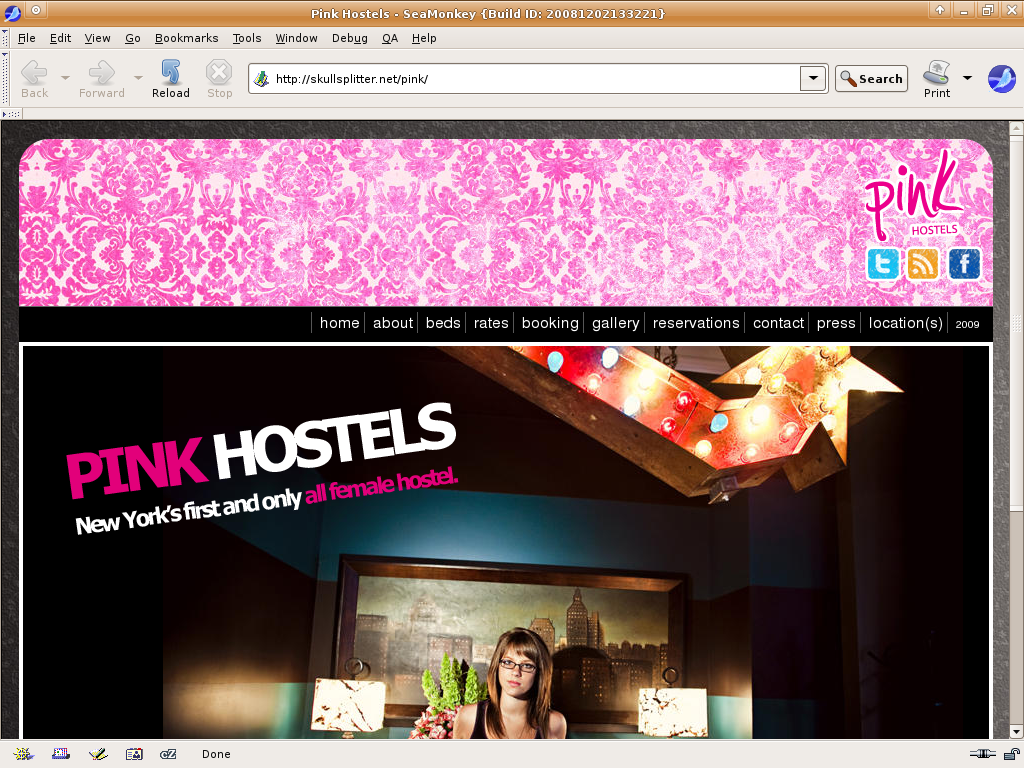 Pink Hostels - SeaMonkey {Build ID: 20081202133221}
File Edit View Go Bookmarks Tools Window Debug QA Help
Back Forward Reload Stop http://skullsplitter.net/pink/ Search Print
pink
HOSTELS
home about beds rates booking gallery reservations contact press location(s) 2009
PINK HOSTELS
New York's first and only all female hostel.
Done